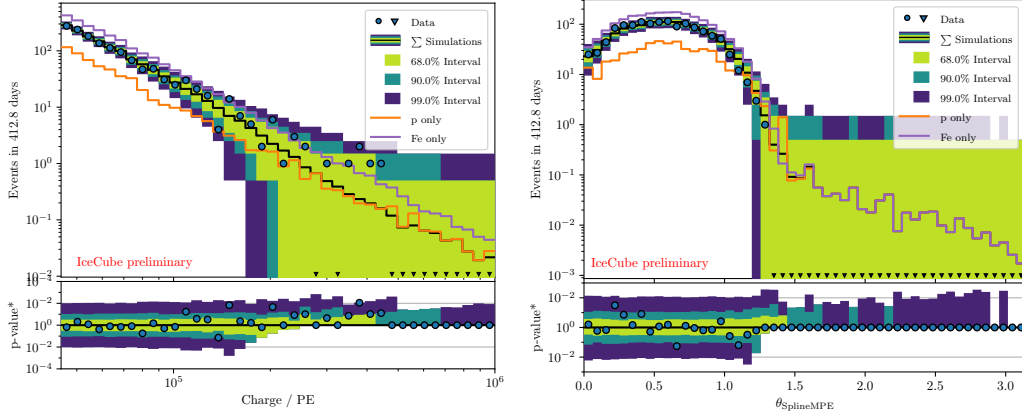 Events in 412.8 days
10^2
10^1
10^0
10^−1
10^−2
Data
∑ Simulations
68.0% Interval
90.0% Interval
99.0% Interval
p only
Fe only
IceCube preliminary
p-value*
10^−4
10^−2
10^0
10^−2
10^−4
10^5
10^6
Charge / PE
Events in 412.8 days
10^2
10^1
10^0
10^−1
10^−2
10^−3
Data
∑ Simulations
68.0% Interval
90.0% Interval
99.0% Interval
p only
Fe only
IceCube preliminary
p-value*
10^−2
10^0
10^−2
0.0 0.5 1.0 1.5 2.0 2.5 3.0
θSplineMPE